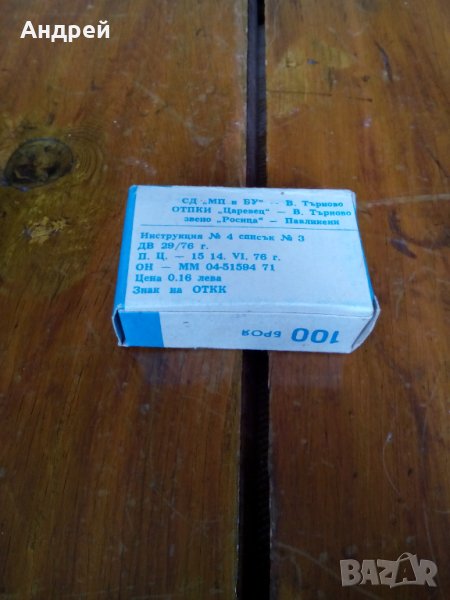 Андрей
СД „МП и БУ" — В. Търново
ОТПКИ „Царевец" — В. Търново
звено „Росица" — Павликени
Инструкция № 4 списък № 3
ДВ 29/76 г.
П. Ц. — 15 14. VI, 76 г.
ОН — ММ 04-51594 71
Цена 0.16 лева
Знак на ОТКК
100 БРОЯ
BAZAR